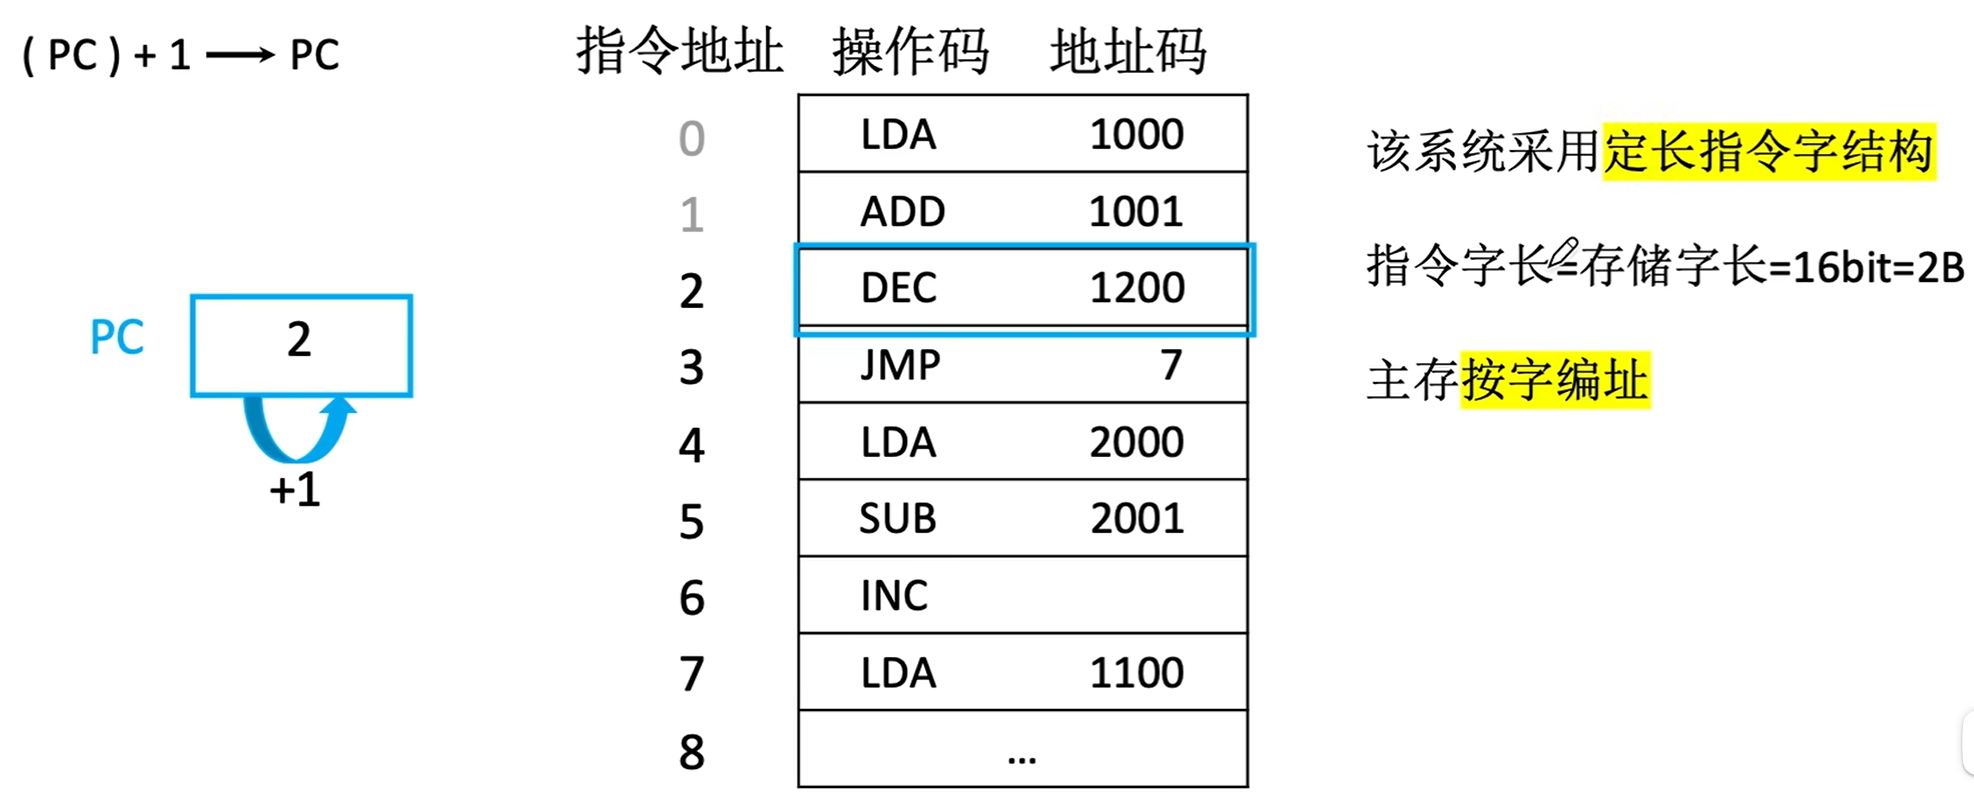 ( PC ) + 1 → PC
指令地址 操作码 地址码
0 LDA 1000
1 ADD 1001
2 DEC 1200
3 JMP 7
4 LDA 2000
5 SUB 2001
6 INC
7 LDA 1100
8 ...
PC 2
+1
该系统采用定长指令字结构
指令字长=存储字长=16bit=2B
主存按字编址